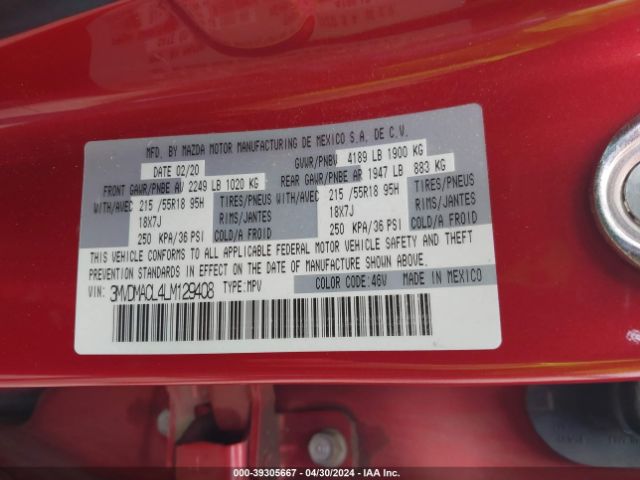 MFD. BY MAZDA MOTOR MANUFACTURING DE MEXICO S.A. DE C.V.
DATE 02/20 GVWR/PNBV 4189 LB 1900 KG
FRONT GAWR/PNBE AV 2249 LB 1020 KG REAR GAWR/PNBE AR 1947 LB 883 KG
WITH/AVEC 215 /55R18 95H TIRES/PNEUS WITH/AVEC 215 /55R18 95H TIRES/PNEUS
18X7J RIMS/JANTES 18X7J RIMS/JANTES
250 KPA/36 PSI COLD/A FROID 250 KPA/36 PSI COLD/A FROID
THIS VEHICLE CONFORMS TO ALL APPLICABLE FEDERAL MOTOR VEHICLE SAFETY AND THEFT
PREVENTION STANDARDS IN EFFECT ON THE DATE OF MANUFACTURE SHOWN ABOVE.
VIN: 3MVDMACL4LM129408 TYPE:MPV COLOR CODE:46V MADE IN MEXICO
000-39305667 - 04/30/2024 - IAA Inc.